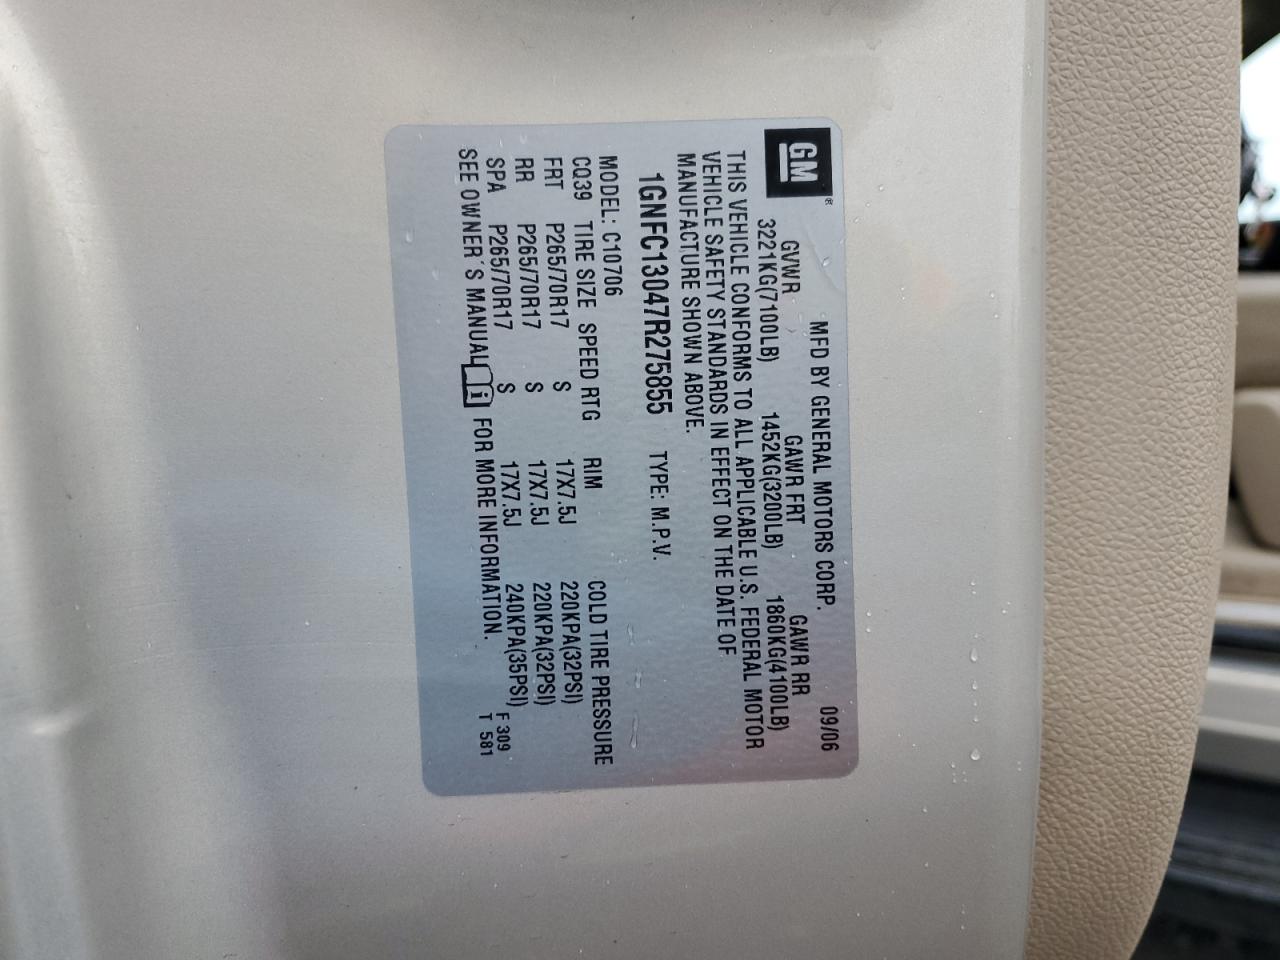 GM®
MFD BY GENERAL MOTORS CORP. 09/06
GVWR GAWR FRT GAWR RR
3221KG(7100LB) 1452KG(3200LB) 1860KG(4100LB)
THIS VEHICLE CONFORMS TO ALL APPLICABLE U.S. FEDERAL MOTOR
VEHICLE SAFETY STANDARDS IN EFFECT ON THE DATE OF
MANUFACTURE SHOWN ABOVE.
1GNFC13047R275855 TYPE: M.P.V.
MODEL: C10706
CQ39 TIRE SIZE SPEED RTG RIM COLD TIRE PRESSURE
FRT P265/70R17 S 17X7.5J 220KPA(32PSI)
RR P265/70R17 S 17X7.5J 220KPA(32PSI)
SPA P265/70R17 S 17X7.5J 240KPA(35PSI) F 309
SEE OWNER'S MANUAL i FOR MORE INFORMATION. T 581